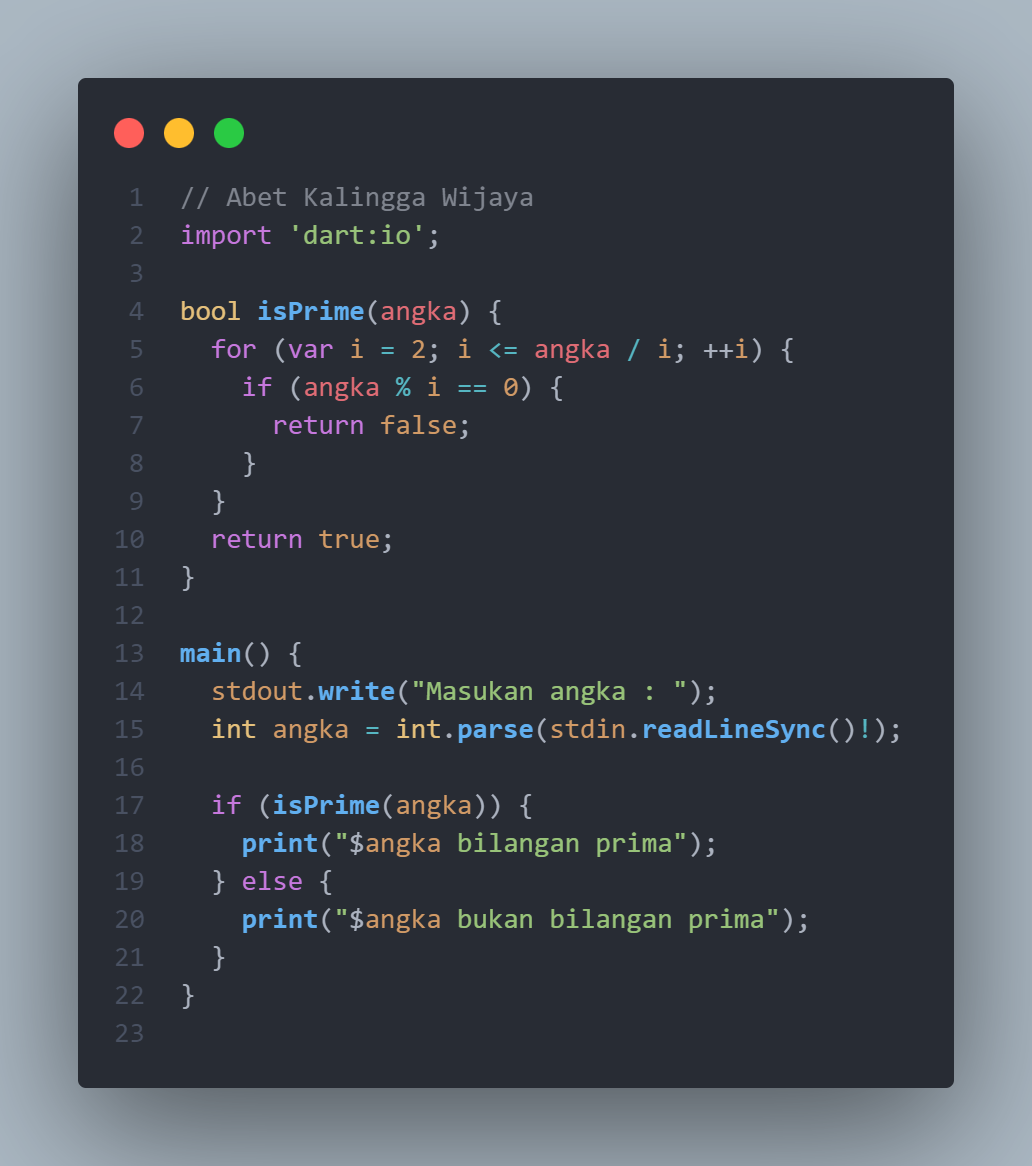 1 // Abet Kalingga Wijaya
2 import 'dart:io';
3
4 bool isPrime(angka) {
5   for (var i = 2; i <= angka / i; ++i) {
6     if (angka % i == 0) {
7       return false;
8     }
9   }
10   return true;
11 }
12
13 main() {
14   stdout.write("Masukan angka : ");
15   int angka = int.parse(stdin.readLineSync()!);
16
17   if (isPrime(angka)) {
18     print("$angka bilangan prima");
19   } else {
20     print("$angka bukan bilangan prima");
21   }
22 }
23